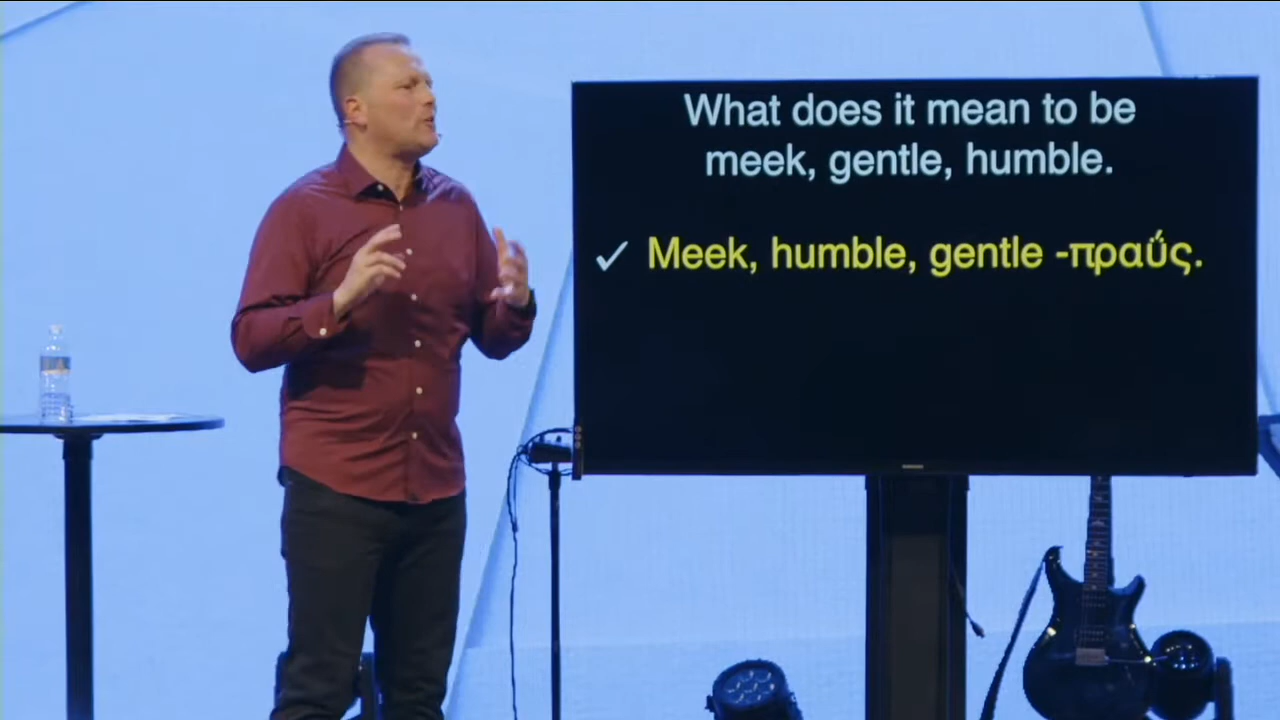 What does it mean to be
meek, gentle, humble.
✓ Meek, humble, gentle -πραΰς.